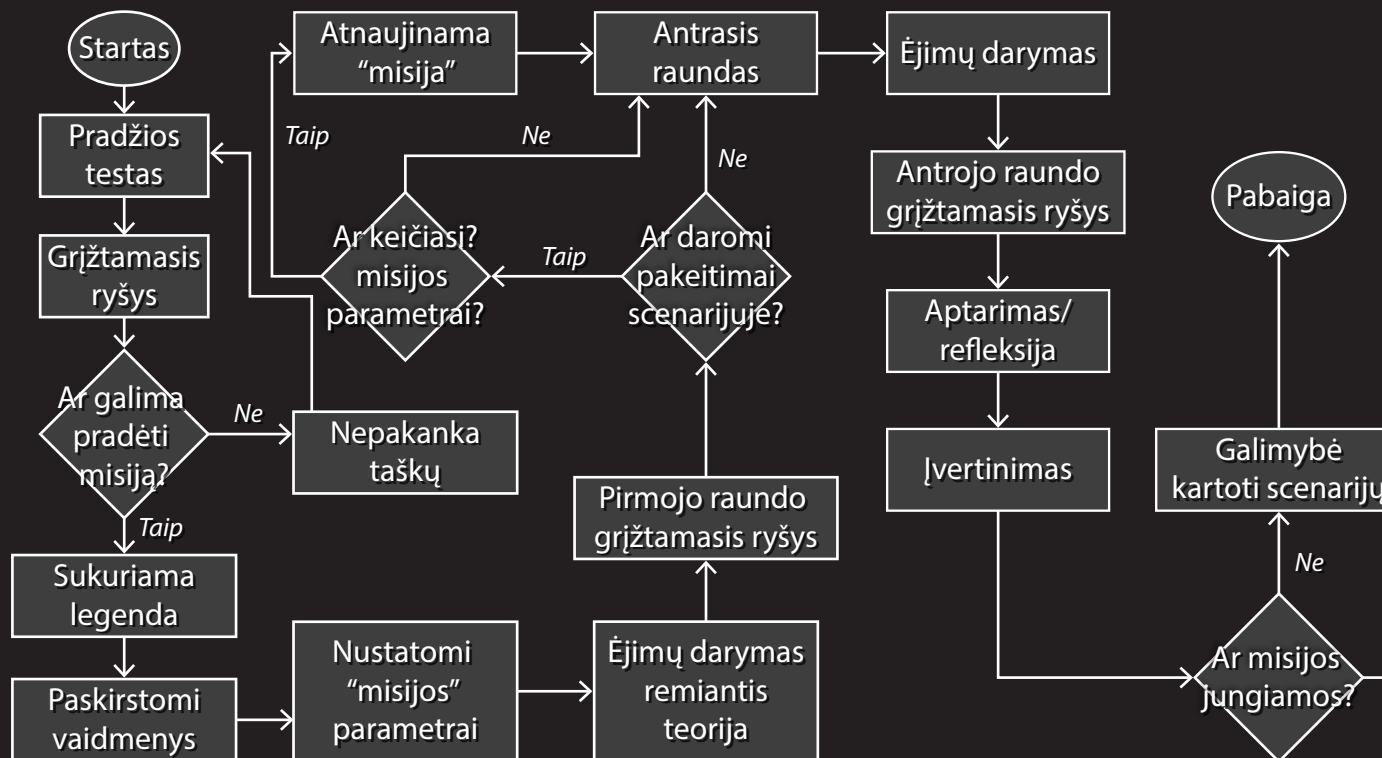 Startas
Pradžios
testas
Grįžtamasis
ryšys
Ar galima
pradėti
misiją?
Ne
Nepakanka
taškų
Taip
Sukuriama
legenda
Paskirstomi
vaidmenys
Nustatomi
“misijos”
parametrai
Ėjimų darymas
remiantis
teorija
Pirmojo raundo
grįžtamasis ryšys
Ar daromi
pakeitimai
scenarijuje?
Taip
Ne
Ar keičiasi?
misijos
parametrai?
Taip
Ne
Atnaujinama
“misija”
Antrasis
raundas
Ėjimų darymas
Antrojo raundo
grįžtamasis ryšys
Aptarimas/
refleksija
Įvertinimas
Ar misijos
jungiamos?
Ne
Galimybė
kartoti scenarijų
Pabaiga